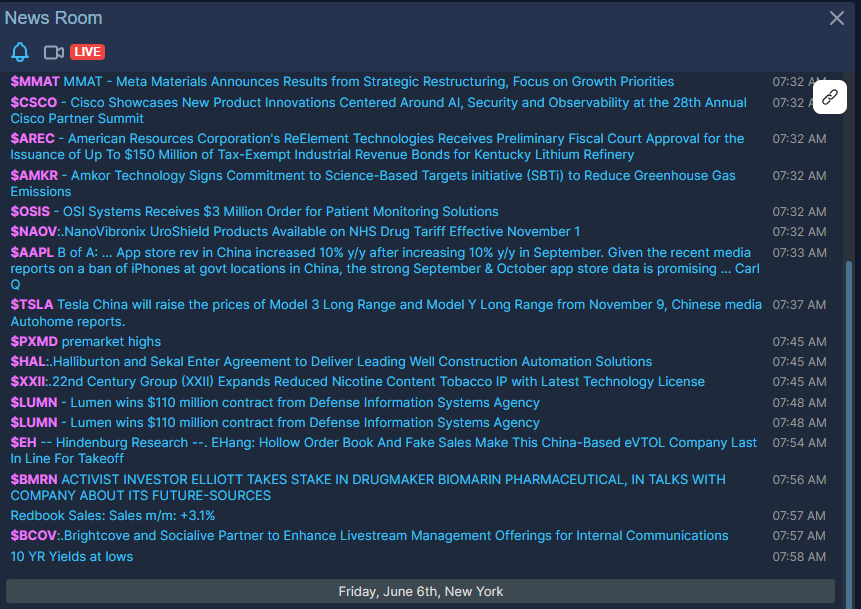 News Room
LIVE
$MMAT MMAT - Meta Materials Announces Results from Strategic Restructuring, Focus on Growth Priorities 07:32 AM
$CSCO - Cisco Showcases New Product Innovations Centered Around AI, Security and Observability at the 28th Annual 07:32
Cisco Partner Summit
$AREC - American Resources Corporation's ReElement Technologies Receives Preliminary Fiscal Court Approval for the 07:32 AM
Issuance of Up To $150 Million of Tax-Exempt Industrial Revenue Bonds for Kentucky Lithium Refinery
$AMKR - Amkor Technology Signs Commitment to Science-Based Targets initiative (SBTi) to Reduce Greenhouse Gas 07:32 AM
Emissions
$OSIS - OSI Systems Receives $3 Million Order for Patient Monitoring Solutions 07:32 AM
$NAOV:.NanoVibronix UroShield Products Available on NHS Drug Tariff Effective November 1 07:32 AM
$AAPL B of A: ... App store rev in China increased 10% y/y after increasing 10% y/y in September. Given the recent media 07:33 AM
reports on a ban of iPhones at govt locations in China, the strong September & October app store data is promising ... Carl
Q
$TSLA Tesla China will raise the prices of Model 3 Long Range and Model Y Long Range from November 9, Chinese media 07:37 AM
Autohome reports.
$PXMD premarket highs 07:45 AM
$HAL:.Halliburton and Sekal Enter Agreement to Deliver Leading Well Construction Automation Solutions 07:45 AM
$XXII:.22nd Century Group (XXII) Expands Reduced Nicotine Content Tobacco IP with Latest Technology License 07:45 AM
$LUMN - Lumen wins $110 million contract from Defense Information Systems Agency 07:48 AM
$LUMN - Lumen wins $110 million contract from Defense Information Systems Agency 07:48 AM
$EH -- Hindenburg Research --. EHang: Hollow Order Book And Fake Sales Make This China-Based eVTOL Company Last 07:54 AM
In Line For Takeoff
$BMRN ACTIVIST INVESTOR ELLIOTT TAKES STAKE IN DRUGMAKER BIOMARIN PHARMACEUTICAL, IN TALKS WITH 07:56 AM
COMPANY ABOUT ITS FUTURE-SOURCES
Redbook Sales: Sales m/m: +3.1% 07:57 AM
$BCOV:.Brightcove and Socialive Partner to Enhance Livestream Management Offerings for Internal Communications 07:57 AM
10 YR Yields at lows 07:58 AM
Friday, June 6th, New York